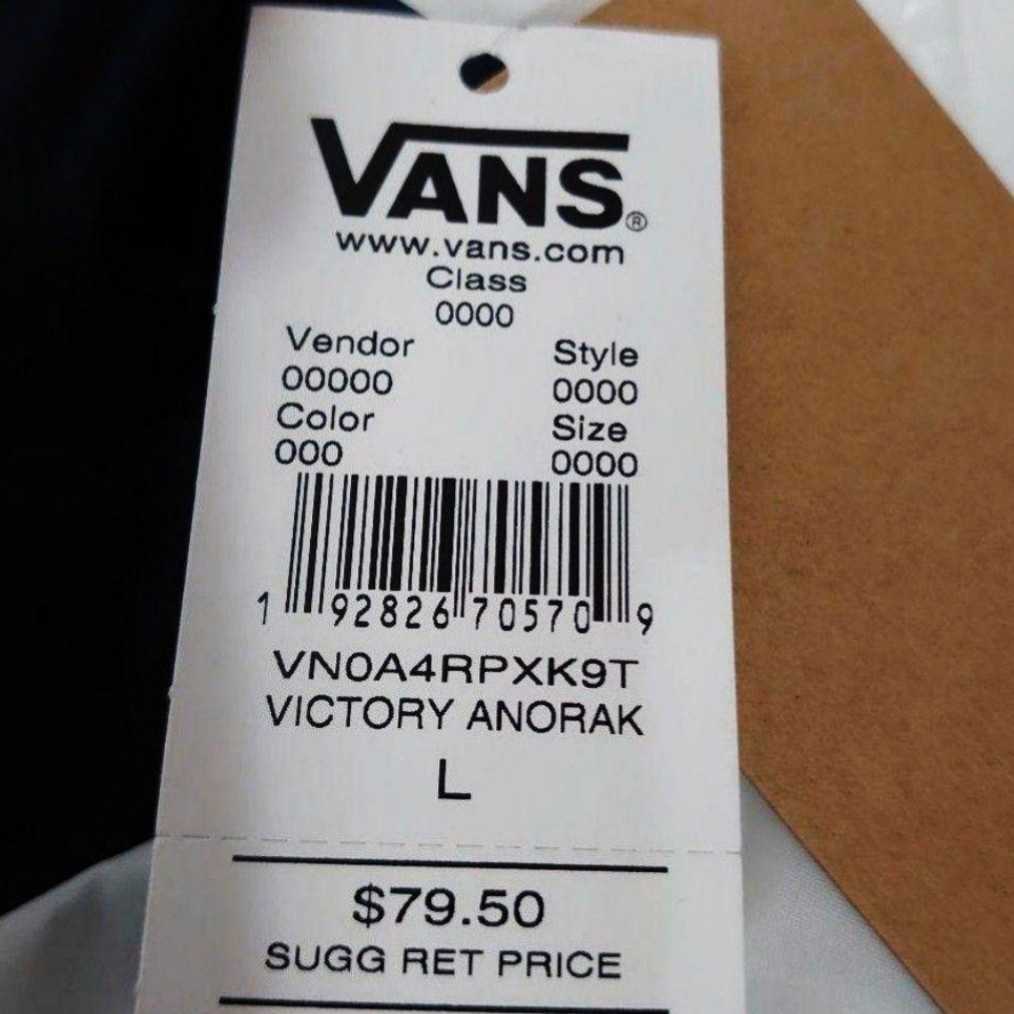 VANS®
www.vans.com
Class
0000
Vendor Style
00000 0000
Color Size
000 0000
1 92826 70570 9
VN0A4RPXK9T
VICTORY ANORAK
L
$79.50
SUGG RET PRICE